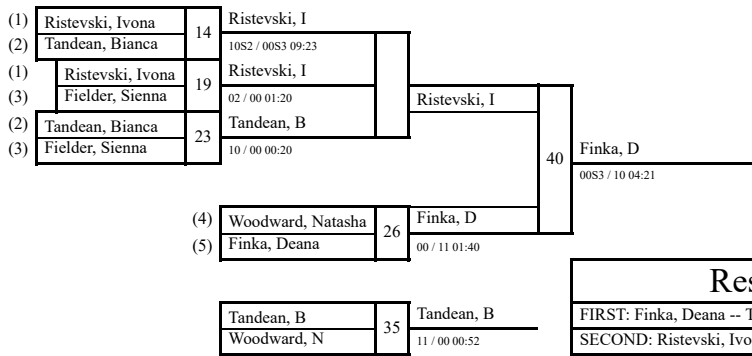 (1) Ristevski, Ivona 14 Ristevski, I
(2) Tandean, Bianca 10S2 / 00S3 09:23
(1) Ristevski, Ivona 19 Ristevski, I
(3) Fielder, Sienna 02 / 00 01:20
Ristevski, I
(2) Tandean, Bianca 23 Tandean, B
(3) Fielder, Sienna 10 / 00 00:20
40 Finka, D
00S3 / 10 04:21
(4) Woodward, Natasha 26 Finka, D
(5) Finka, Deana 00 / 11 01:40
Tandean, B 35 Tandean, B
Woodward, N 11 / 00 00:52
Res
FIRST: Finka, Deana -- T
SECOND: Ristevski, Ivo